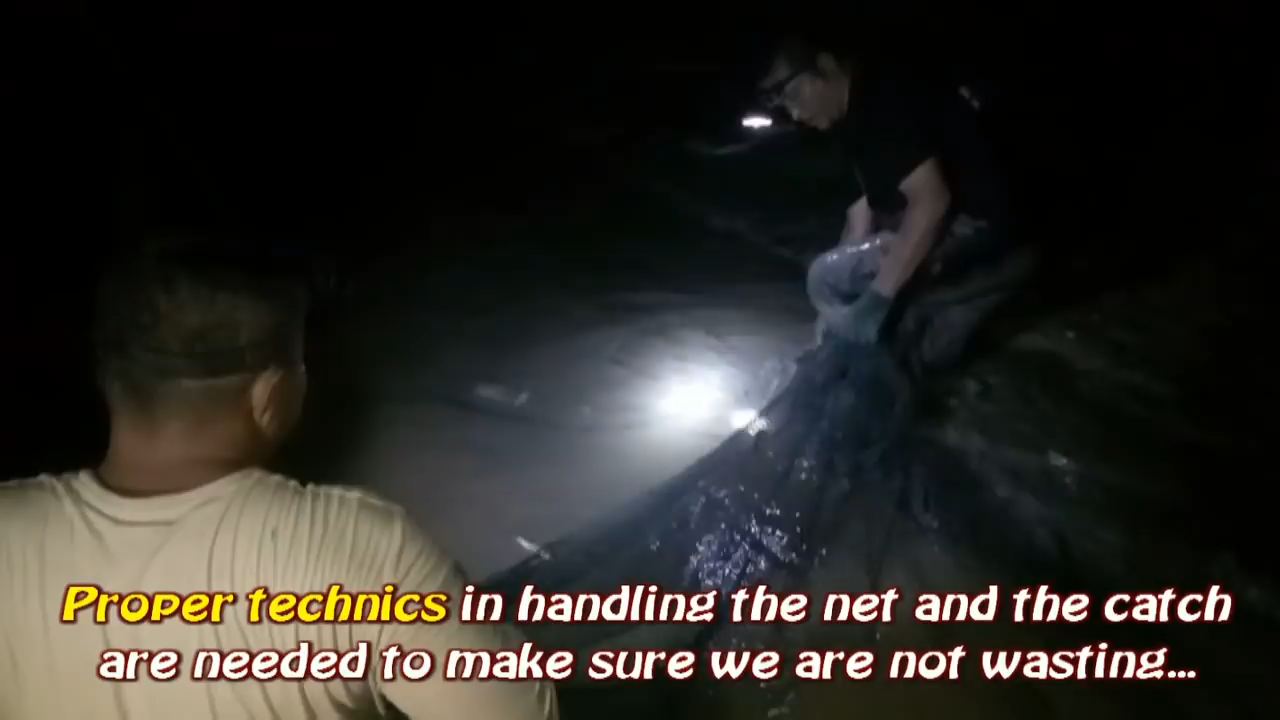 Proper technics in handling the net and the catch
are needed to make sure we are not wasting...